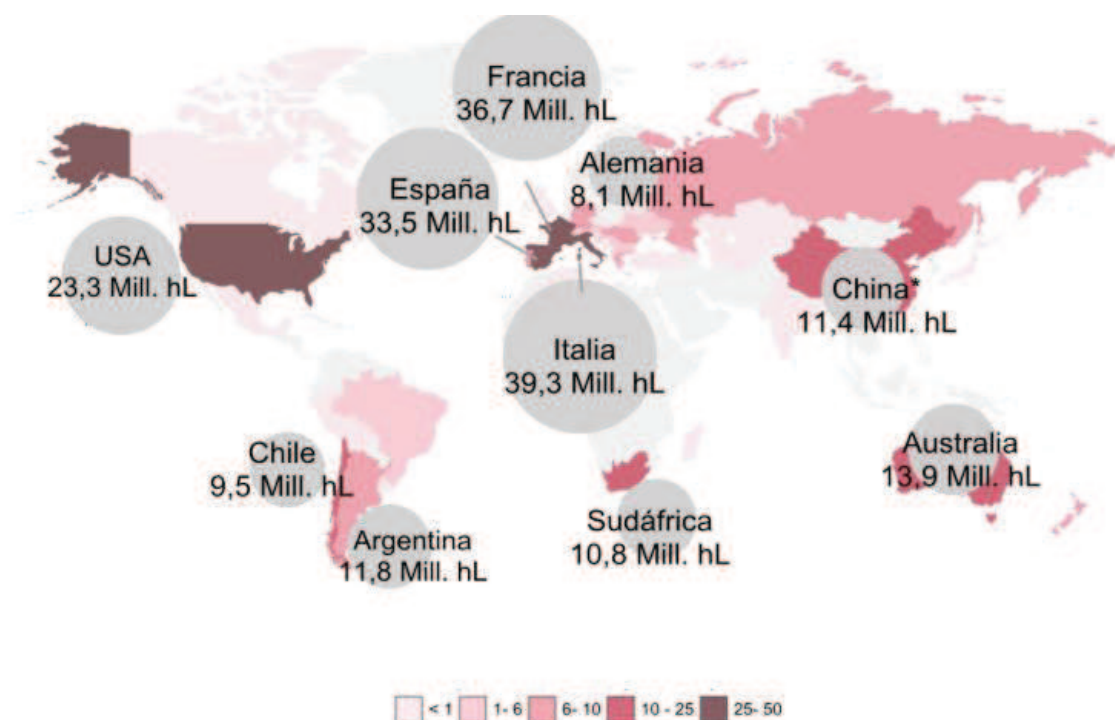 Francia
36,7 Mill. hL
Alemania
8,1 Mill. hL
España
33,5 Mill. hL
USA
23,3 Mill. hL
China*
11,4 Mill. hL
Italia
39,3 Mill. hL
Chile
9,5 Mill. hL
Australia
13,9 Mill. hL
Sudáfrica
10,8 Mill. hL
Argentina
11,8 Mill. hL
< 1 1- 6 6- 10 10 - 25 25- 50